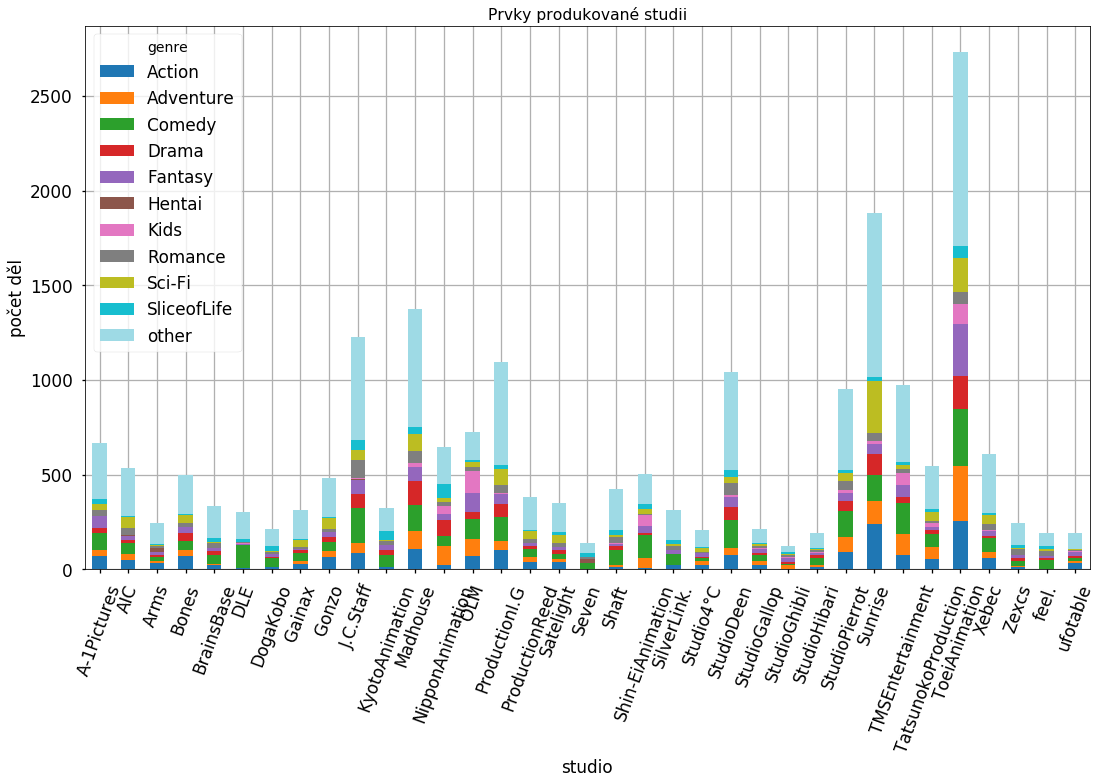 Prvky produkované studii
genre
Action
Adventure
Comedy
Drama
Fantasy
Hentai
Kids
Romance
Sci-Fi
SliceofLife
other
počet děl
2500
2000
1500
1000
500
0
A-1Pictures
AIC
Arms
Bones
BrainsBase
DLE
DogaKobo
Gainax
Gonzo
J.C.Staff
KyotoAnimation
Madhouse
NipponAnimation
OLM
ProductionI.G
ProductionReed
Satelight
Seven
Shaft
Shin-EiAnimation
SilverLink.
Studio4°C
StudioDeen
StudioGallop
StudioGhibli
StudioHibari
StudioPierrot
Sunrise
TMSEntertainment
TatsunokoProduction
ToeiAnimation
Xebec
Zexcs
feel.
ufotable
studio